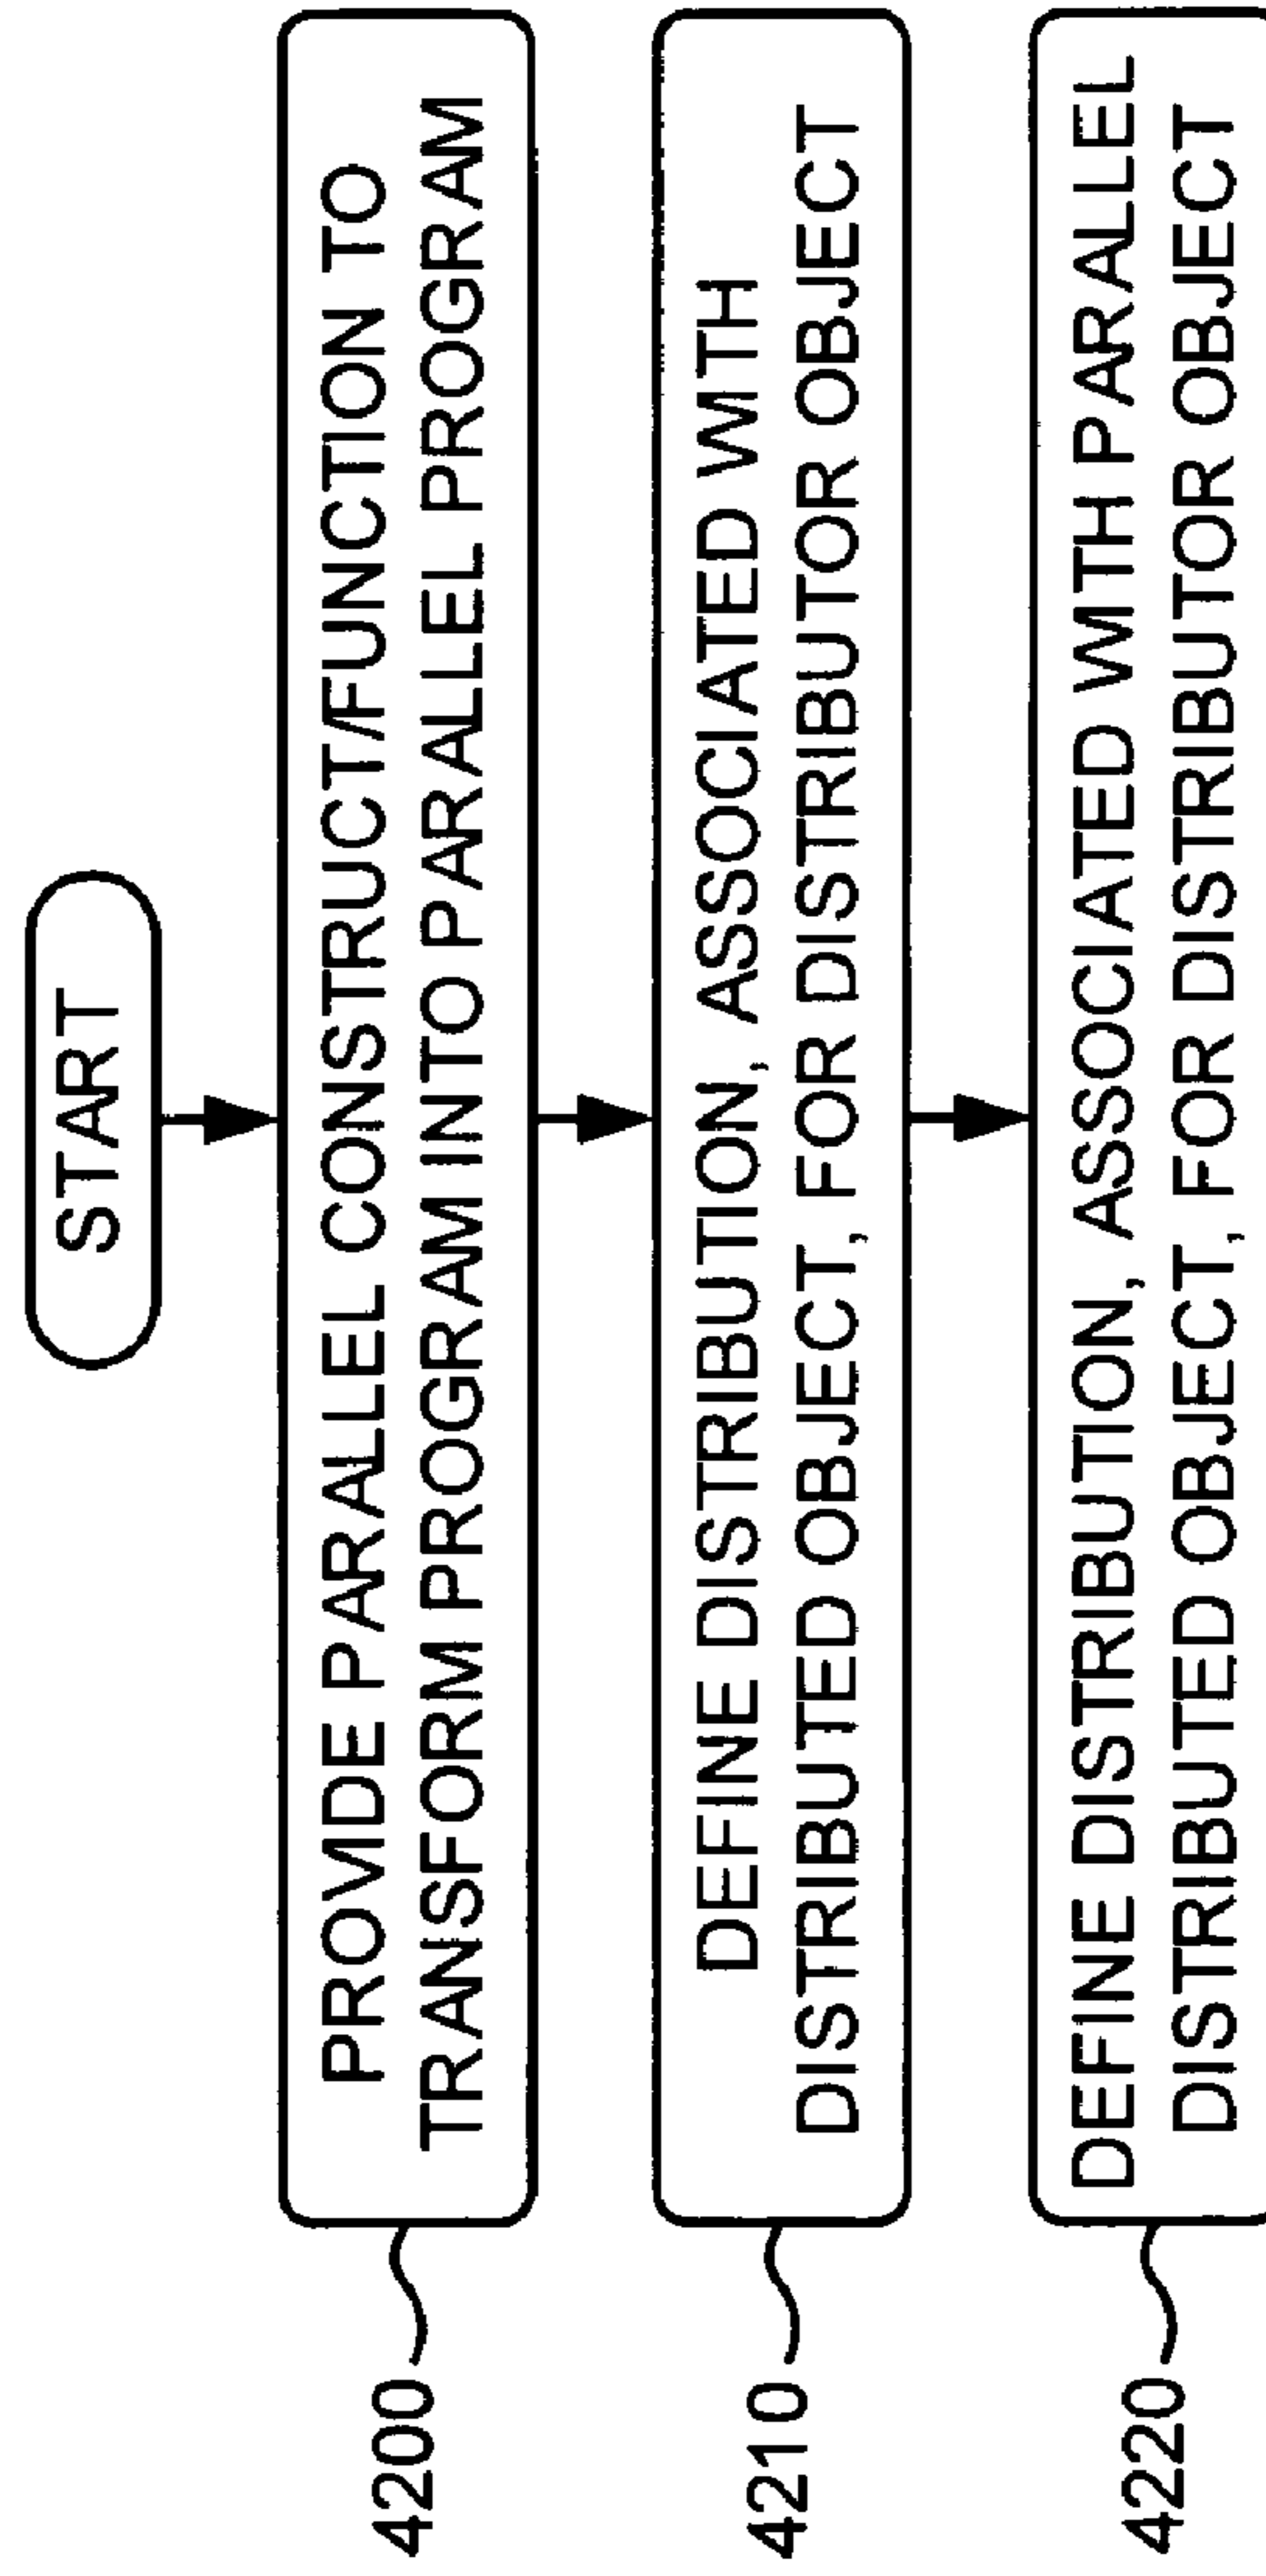 START
PROVIDE PARALLEL CONSTRUCT/FUNCTION TO
TRANSFORM PROGRAM INTO PARALLEL PROGRAM
4200
DEFINE DISTRIBUTION, ASSOCIATED WITH
DISTRIBUTED OBJECT, FOR DISTRIBUTOR OBJECT
4210
DEFINE DISTRIBUTION, ASSOCIATED WITH PARALLEL
DISTRIBUTED OBJECT, FOR DISTRIBUTOR OBJECT
4220